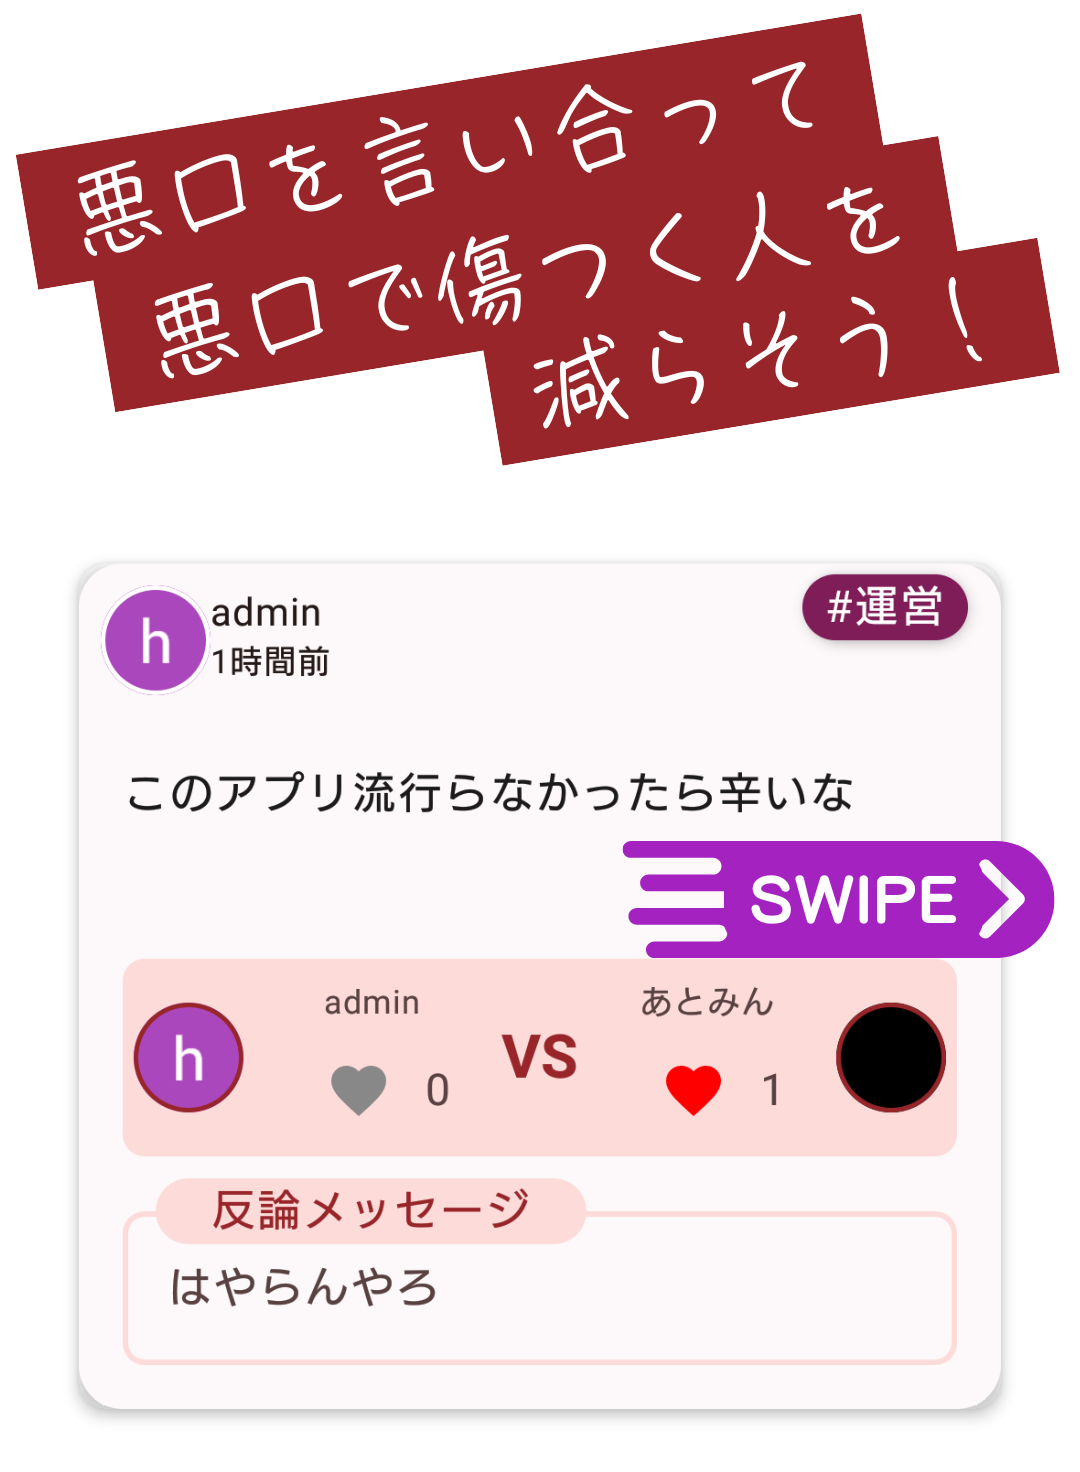 悪口を言い合って
悪口で傷つく人を
減らそう！
h
admin
1時間前
#運営
このアプリ流行らなかったら辛いな
SWIPE
h
admin
0
VS
あとみん
1
反論メッセージ
はやらんやろ